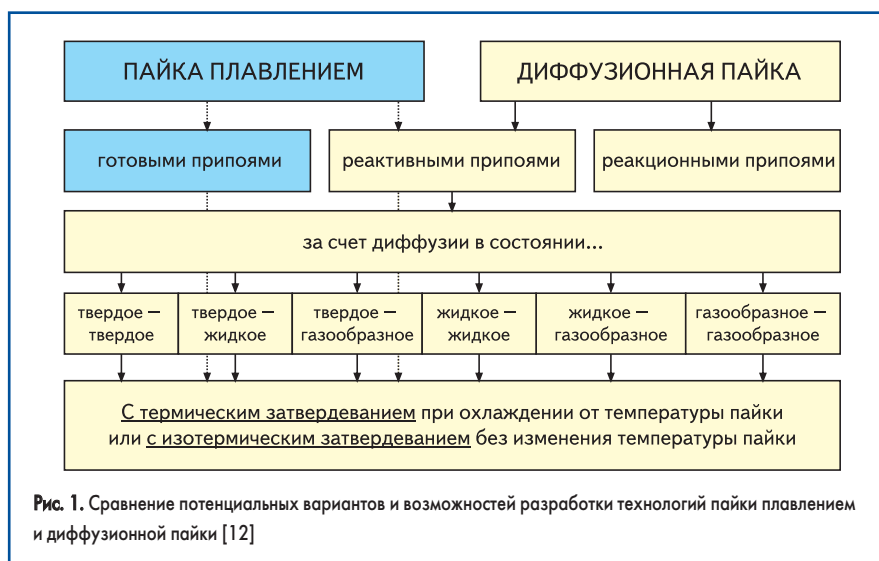 ПАЙКА ПЛАВЛЕНИЕМ
ДИФФУЗИОННАЯ ПАЙКА
готовыми припоями
реактивными припоями
реакционными припоями
за счет диффузии в состоянии...
твердое –
твердое
твердое –
жидкое
твердое –
газообразное
жидкое –
жидкое
жидкое –
газообразное
газообразное –
газообразное
С термическим затвердеванием при охлаждении от температуры пайки
или с изотермическим затвердеванием без изменения температуры пайки
Рис. 1. Сравнение потенциальных вариантов и возможностей разработки технологий пайки плавлением
и диффузионной пайки [12]